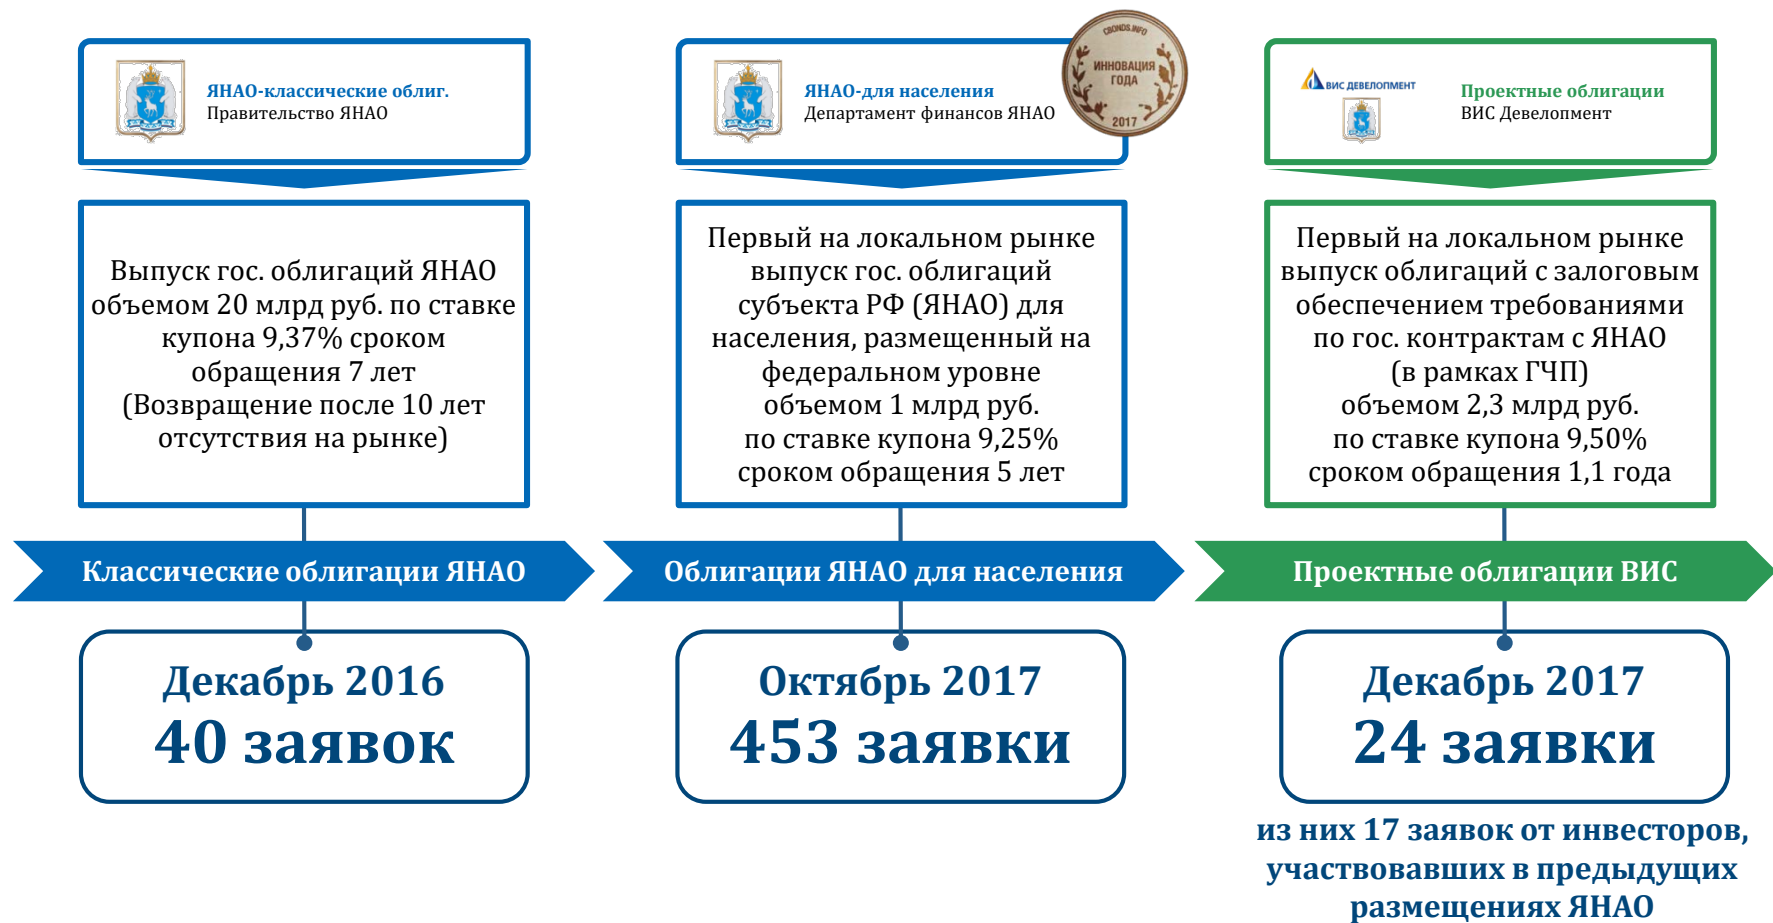 ЯНАО-классические облиг.
Правительство ЯНАО
Выпуск гос. облигаций ЯНАО
объемом 20 млрд руб. по ставке
купона 9,37% сроком
обращения 7 лет
(Возвращение после 10 лет
отсутствия на рынке)
Классические облигации ЯНАО
Декабрь 2016
40 заявок
ЯНАО-для населения
Департамент финансов ЯНАО
CBONDS.INFO
ИННОВАЦИЯ
ГОДА
2017
Первый на локальном рынке
выпуск гос. облигаций
субъекта РФ (ЯНАО) для
населения, размещенный на
федеральном уровне
объемом 1 млрд руб.
по ставке купона 9,25%
сроком обращения 5 лет
Облигации ЯНАО для населения
Октябрь 2017
453 заявки
ВИС ДЕВЕЛОПМЕНТ
Проектные облигации
ВИС Девелопмент
Первый на локальном рынке
выпуск облигаций с залоговым
обеспечением требованиями
по гос. контрактам с ЯНАО
(в рамках ГЧП)
объемом 2,3 млрд руб.
по ставке купона 9,50%
сроком обращения 1,1 года
Проектные облигации ВИС
Декабрь 2017
24 заявки
из них 17 заявок от инвесторов,
участвовавших в предыдущих
размещениях ЯНАО